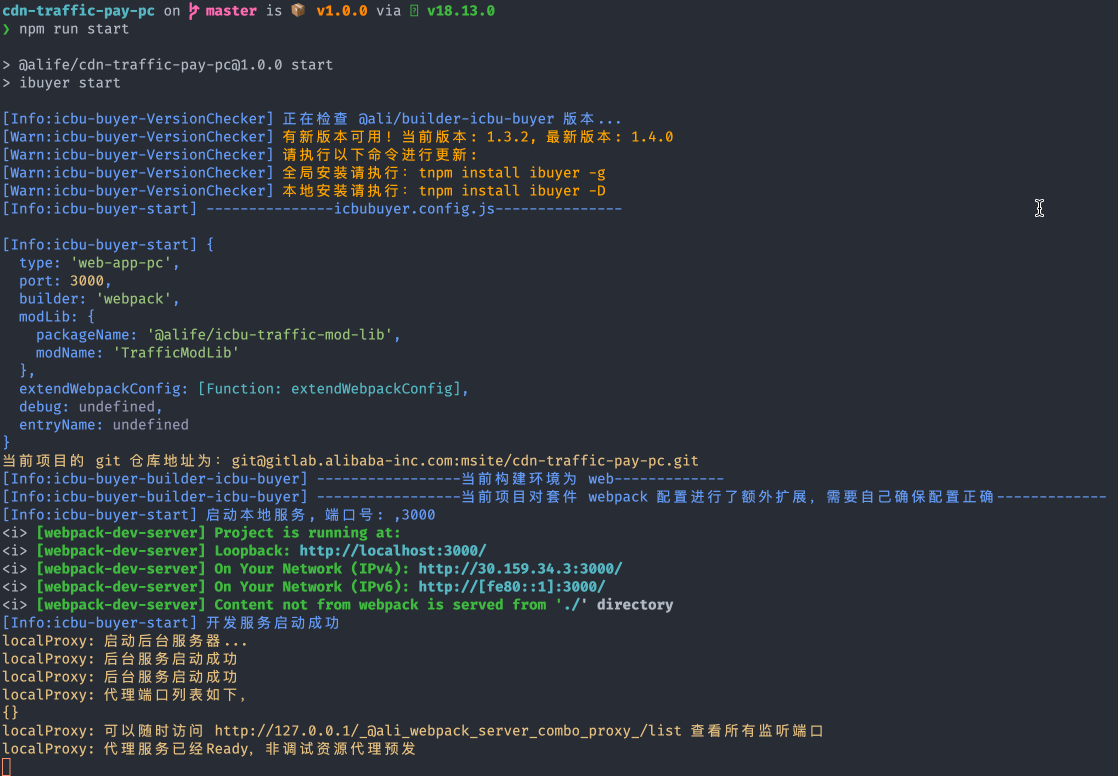 cdn-traffic-pay-pc on master is 📦 v1.0.0 via v18.13.0
❯ npm run start
> @alife/cdn-traffic-pay-pc@1.0.0 start
> ibuyer start
[Info:icbu-buyer-VersionChecker] 正在检查 @ali/builder-icbu-buyer 版本...
[Warn:icbu-buyer-VersionChecker] 有新版本可用! 当前版本: 1.3.2, 最新版本: 1.4.0
[Warn:icbu-buyer-VersionChecker] 请执行以下命令进行更新:
[Warn:icbu-buyer-VersionChecker] 全局安装请执行: tnpm install ibuyer -g
[Warn:icbu-buyer-VersionChecker] 本地安装请执行: tnpm install ibuyer -D
[Info:icbu-buyer-start] ---------------icbubuyer.config.js---------------
[Info:icbu-buyer-start] {
  type: 'web-app-pc',
  port: 3000,
  builder: 'webpack',
  modLib: {
    packageName: '@alife/icbu-traffic-mod-lib',
    modName: 'TrafficModLib'
  },
  extendWebpackConfig: [Function: extendWebpackConfig],
  debug: undefined,
  entryName: undefined
}
当前项目的 git 仓库地址为: git@gitlab.alibaba-inc.com:msite/cdn-traffic-pay-pc.git
[Info:icbu-buyer-builder-icbu-buyer] -----------------当前构建环境为 web-------------
[Info:icbu-buyer-builder-icbu-buyer] -----------------当前项目对套件 webpack 配置进行了额外扩展, 需要自己确保配置正确-------------
[Info:icbu-buyer-start] 启动本地服务, 端口号: ,3000
<i> [webpack-dev-server] Project is running at:
<i> [webpack-dev-server] Loopback: http://localhost:3000/
<i> [webpack-dev-server] On Your Network (IPv4): http://30.159.34.3:3000/
<i> [webpack-dev-server] On Your Network (IPv6): http://[fe80::1]:3000/
<i> [webpack-dev-server] Content not from webpack is served from './' directory
[Info:icbu-buyer-start] 开发服务启动成功
localProxy: 启动后台服务器...
localProxy: 后台服务启动成功
localProxy: 后台服务启动成功
localProxy: 代理端口列表如下,
{}
localProxy: 可以随时访问 http://127.0.0.1/_@ali_webpack_server_combo_proxy_/list 查看所有监听端口
localProxy: 代理服务已经Ready, 非调试资源代理预发